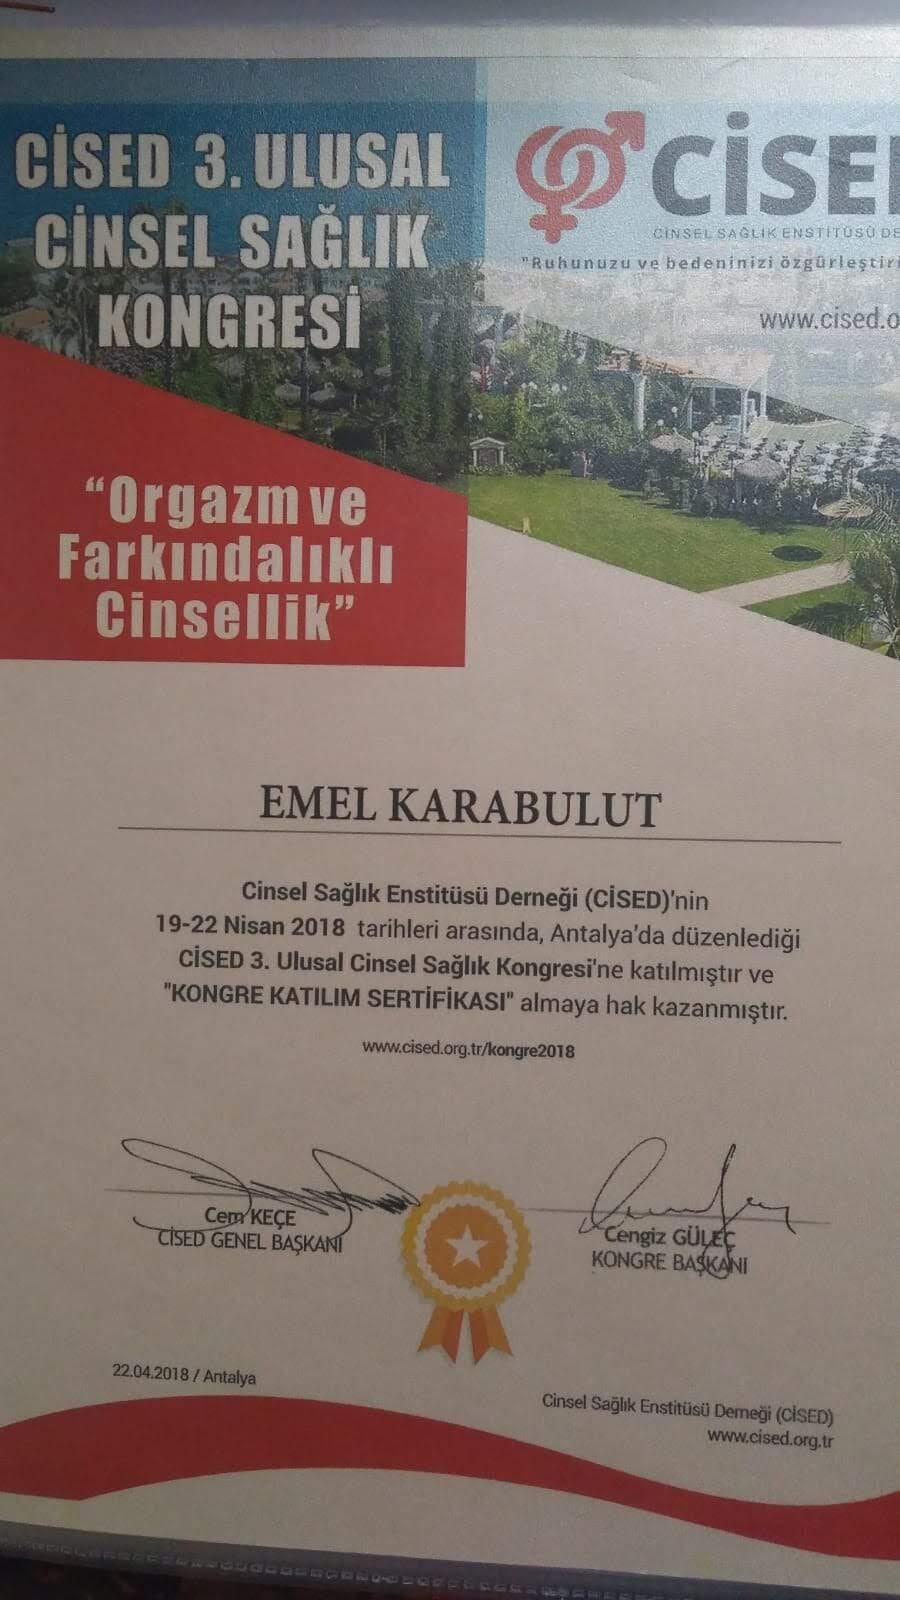 CİSED 3. ULUSAL
CİNSEL SAĞLIK
KONGRESİ
CİSE
CİNSEL SAĞLIK ENSTİTÜSÜ DE
"Ruhunuzu ve bedeninizi özgürleştiri
www.cised.o
“Orgazm ve
Farkındalıklı
Cinsellik”
EMEL KARABULUT
Cinsel Sağlık Enstitüsü Derneği (CİSED)'nin
19-22 Nisan 2018 tarihleri arasında, Antalya’da düzenlediği
CİSED 3. Ulusal Cinsel Sağlık Kongresi'ne katılmıştır ve
"KONGRE KATILIM SERTİFİKASI" almaya hak kazanmıştır.
www.cised.org.tr/kongre2018
Cem KEÇE
CİSED GENEL BAŞKANI
Cengiz GÜLEÇ
KONGRE BAŞKANI
22.04.2018 / Antalya
Cinsel Sağlık Enstitüsü Derneği (CİSED)
www.cised.org.tr